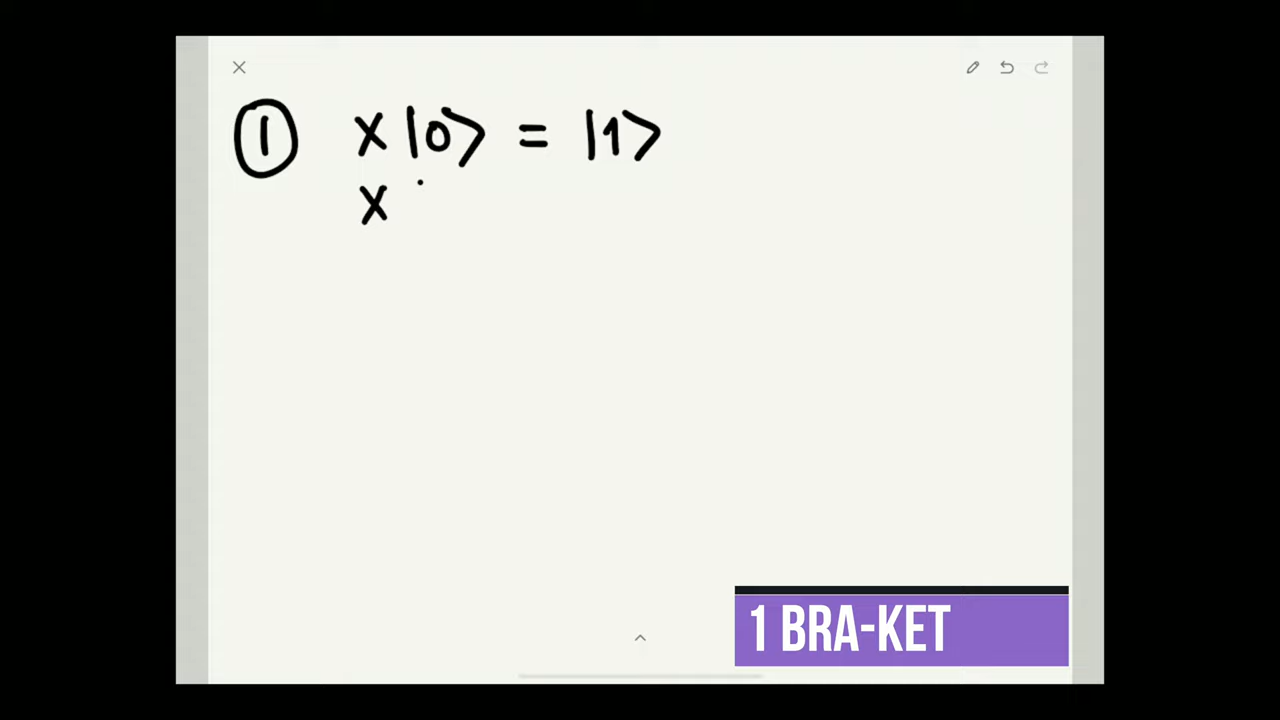 ① X|0⟩ = |1⟩
X
1 BRA-KET